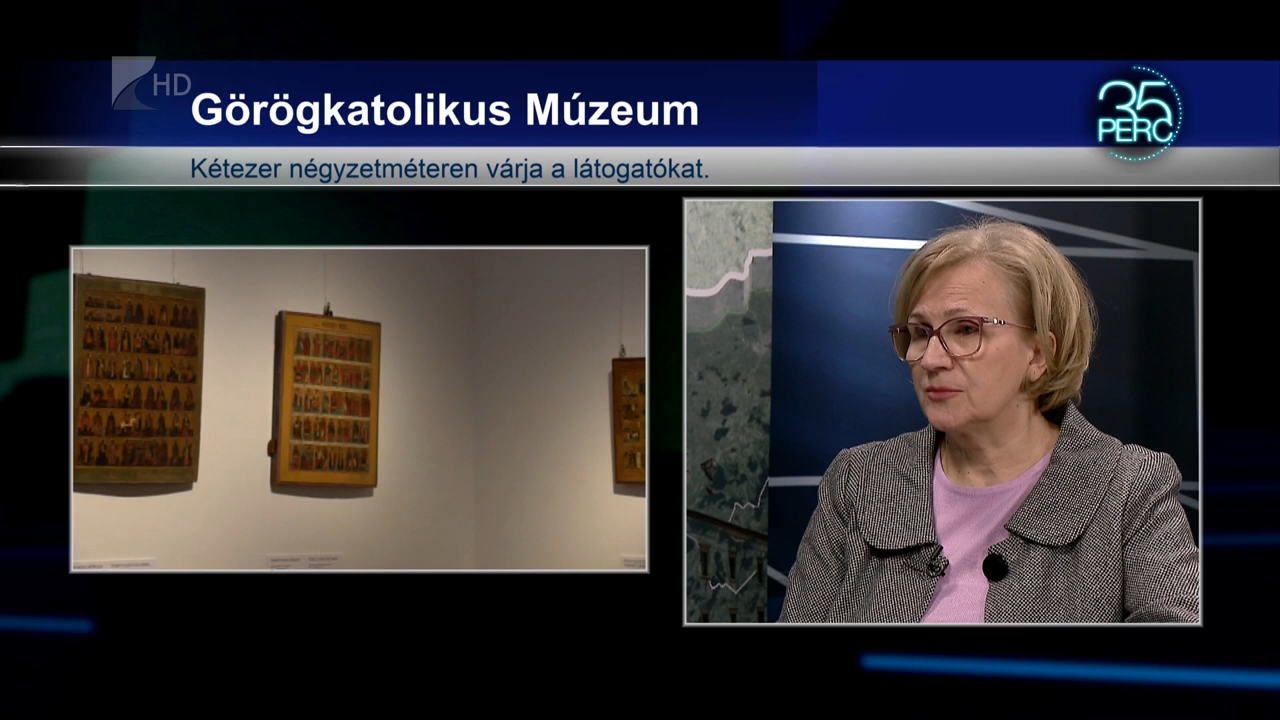 HD
Görögkatolikus Múzeum
35
PERC
Kétezer négyzetméteren várja a látogatókat.